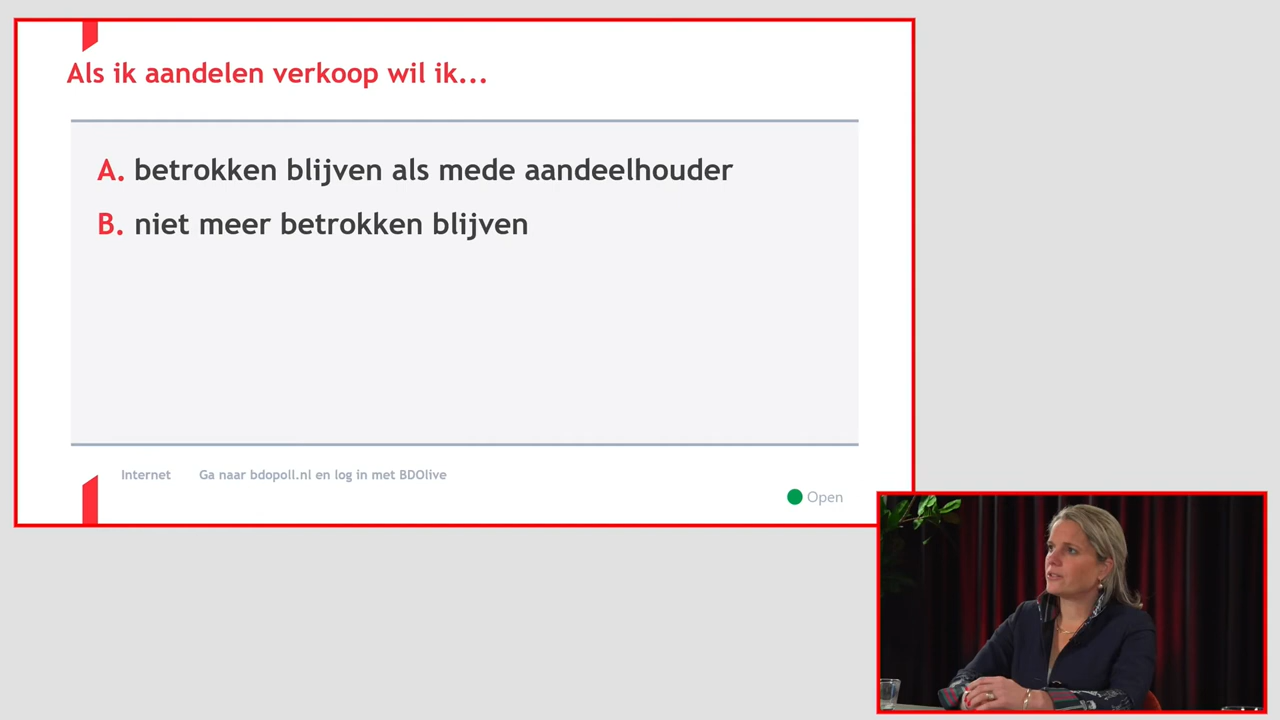 Als ik aandelen verkoop wil ik...
A. betrokken blijven als mede aandeelhouder
B. niet meer betrokken blijven
Internet Ga naar bdopoll.nl en log in met BDOlive
Open